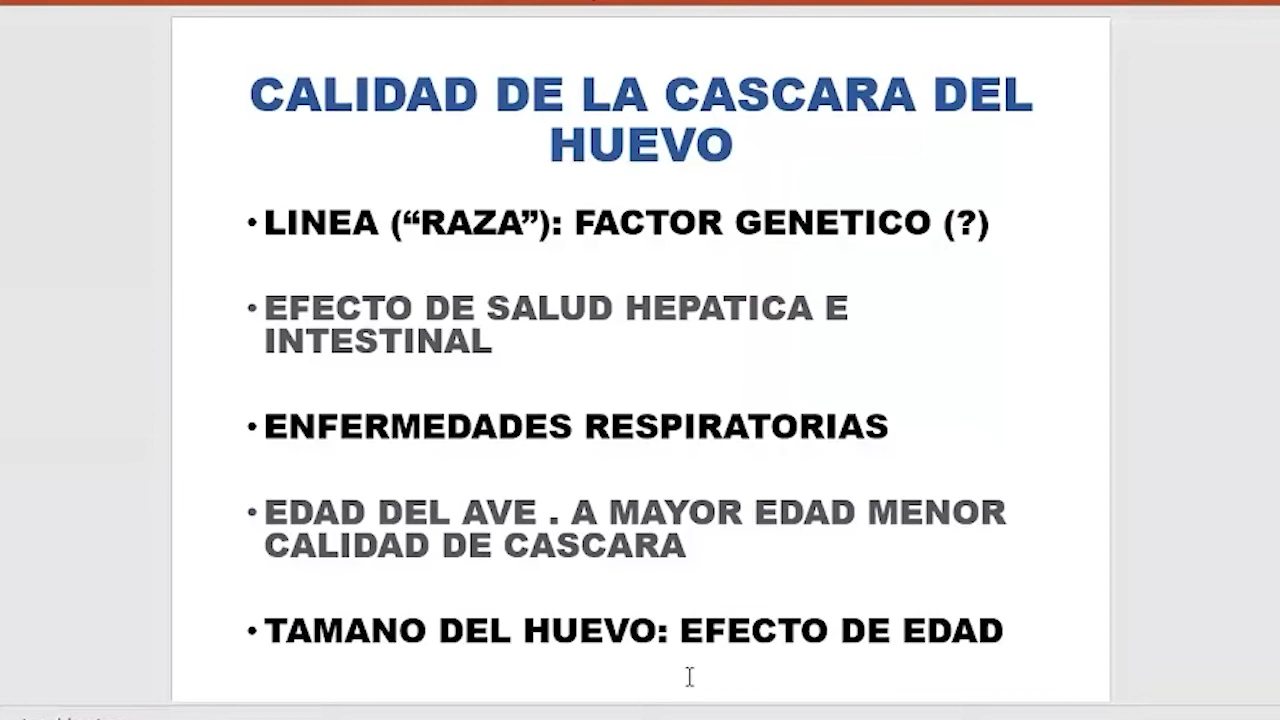 CALIDAD DE LA CASCARA DEL
HUEVO
• LINEA (“RAZA”): FACTOR GENETICO (?)
• EFECTO DE SALUD HEPATICA E
INTESTINAL
• ENFERMEDADES RESPIRATORIAS
• EDAD DEL AVE . A MAYOR EDAD MENOR
CALIDAD DE CASCARA
• TAMANO DEL HUEVO: EFECTO DE EDAD